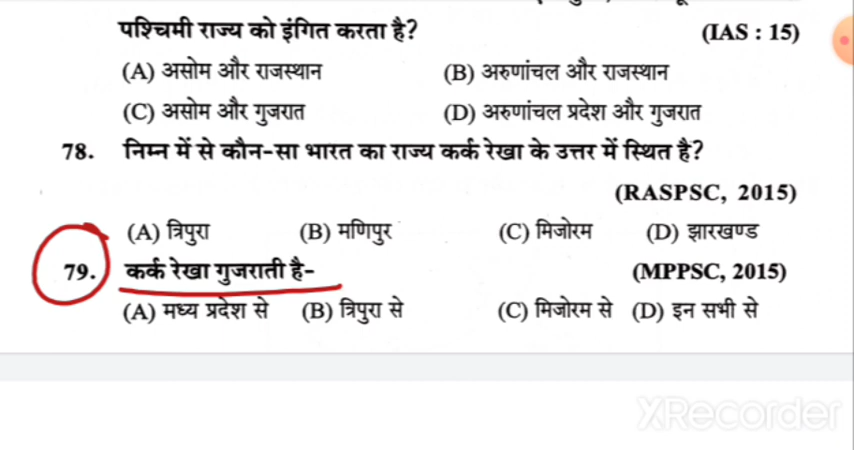 पश्चिमी राज्य को इंगित करता है? (IAS : 15)
(A) असोम और राजस्थान (B) अरुणांचल और राजस्थान
(C) असोम और गुजरात (D) अरुणांचल प्रदेश और गुजरात
78. निम्न में से कौन-सा भारत का राज्य कर्क रेखा के उत्तर में स्थित है?
(RASPSC, 2015)
(A) त्रिपुरा (B) मणिपुर (C) मिजोरम (D) झारखण्ड
79. कर्क रेखा गुजराती है- (MPPSC, 2015)
(A) मध्य प्रदेश से (B) त्रिपुरा से (C) मिजोरम से (D) इन सभी से
XRecorder